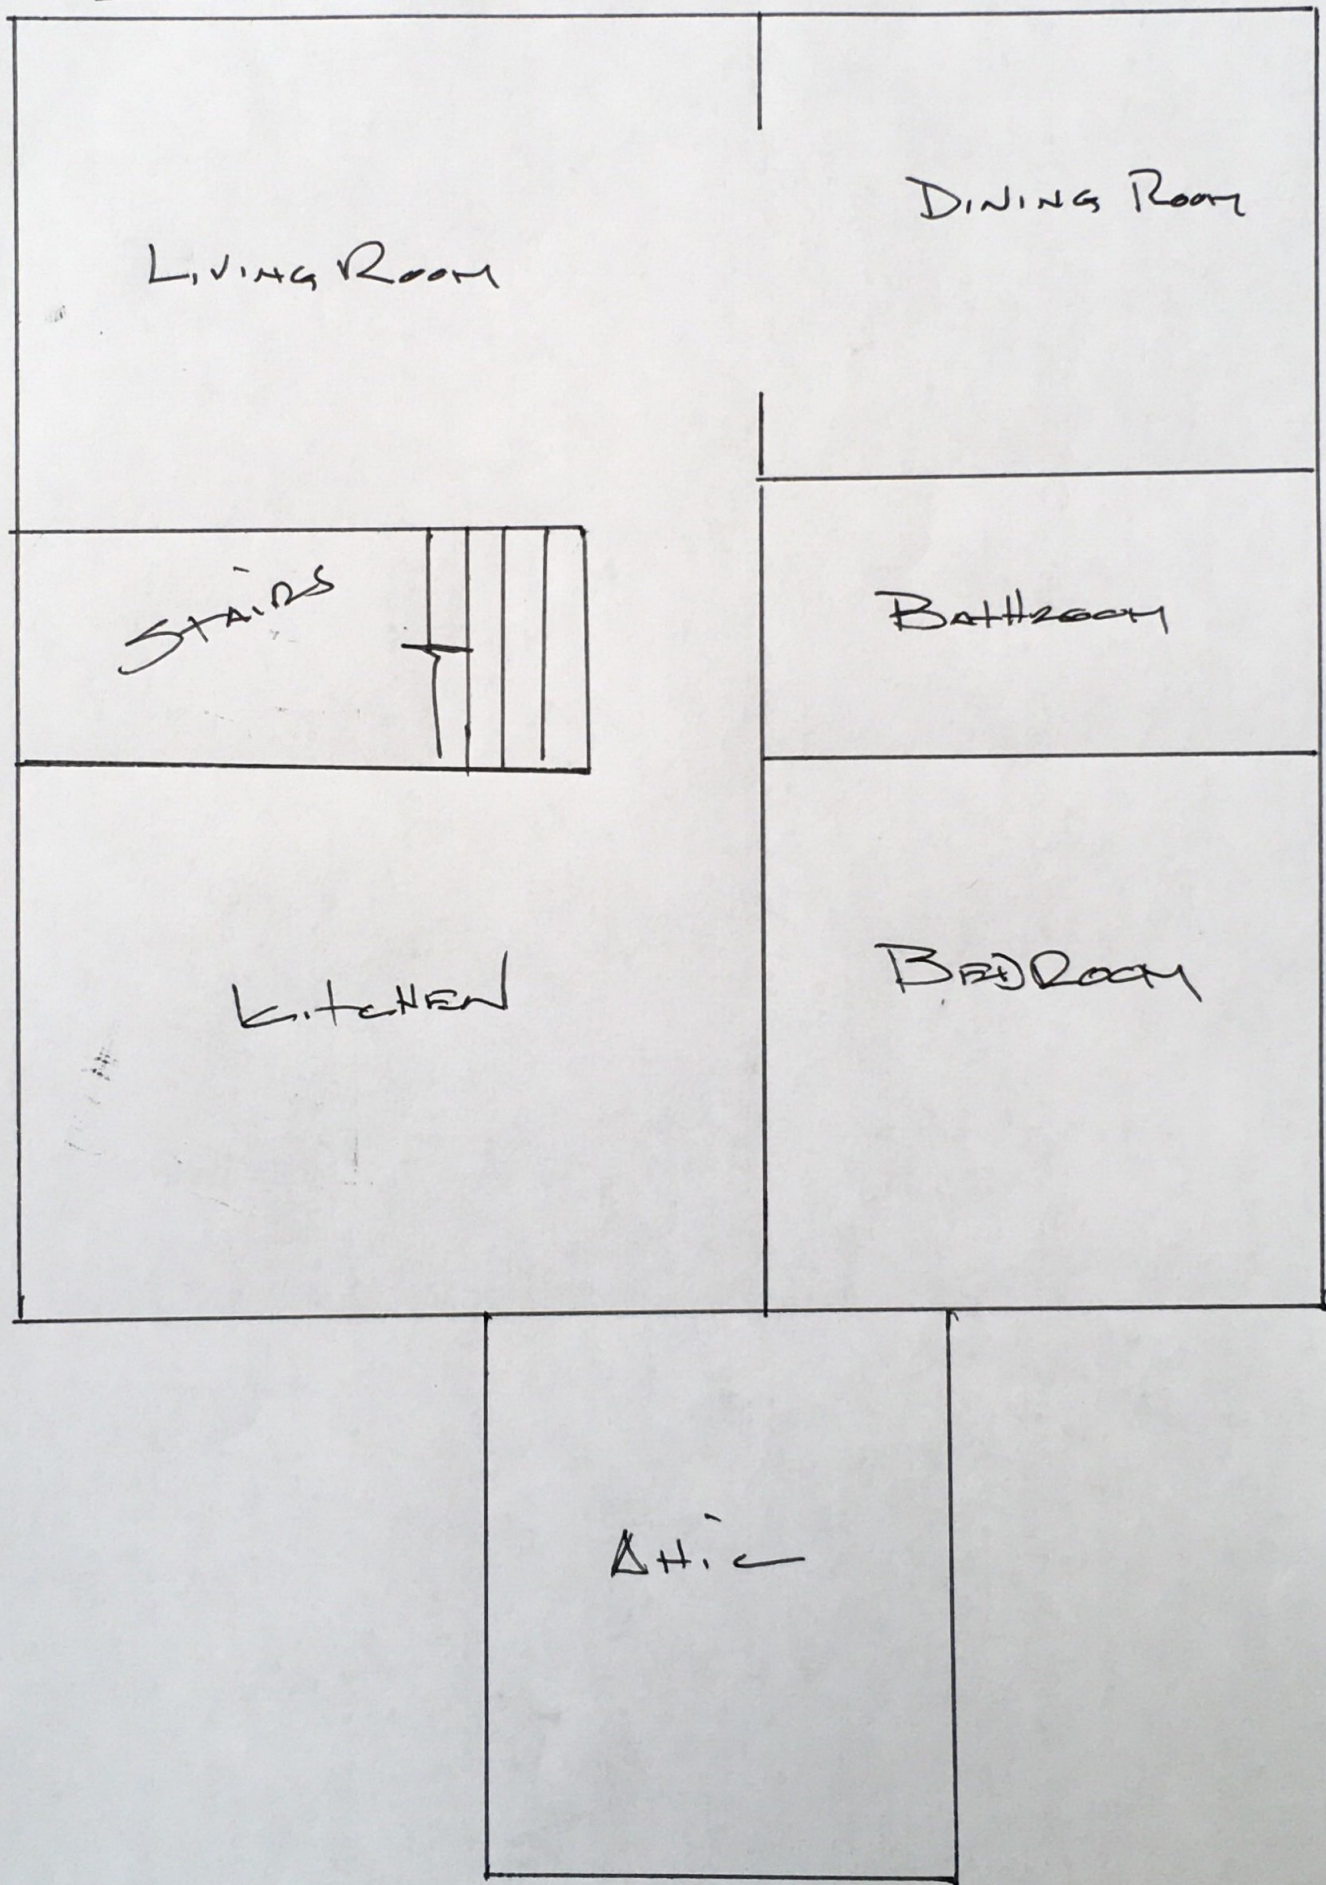 Dining Room
Living Room
Stairs
Bathroom
Kitchen
Bedroom
Attic